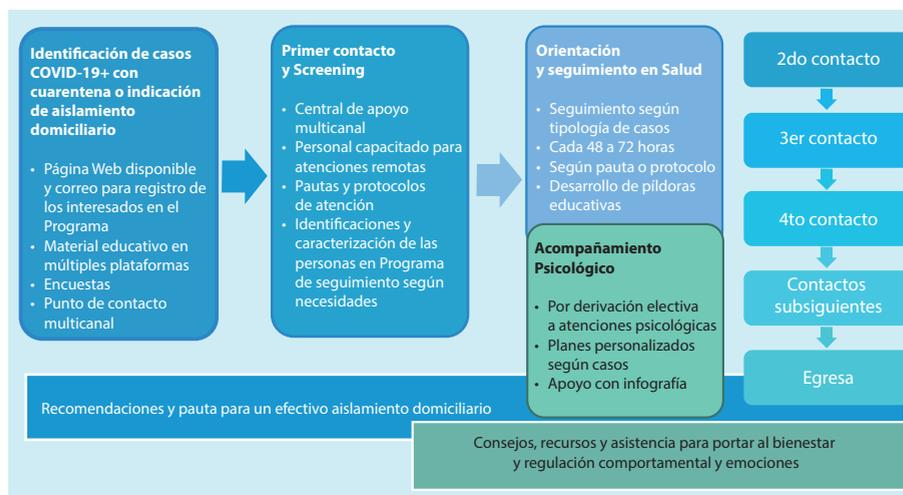 Identificación de casos
COVID-19+ con
cuarentena o indicación
de aislamiento
domiciliario
• Página Web disponible
y correo para registro de
los interesados en el
Programa
• Material educativo en
múltiples plataformas
• Encuestas
• Punto de contacto
multicanal
Primer contacto
y Screening
• Central de apoyo
multicanal
• Personal capacitado para
atenciones remotas
• Pautas y protocolos
de atención
• Identificaciones y
caracterización de las
personas en Programa
de seguimiento según
necesidades
Orientación
y seguimiento en Salud
• Seguimiento según
tipología de casos
• Cada 48 a 72 horas
• Según pauta o protocolo
• Desarrollo de píldoras
educativas
Acompañamiento
Psicológico
• Por derivación electiva
a atenciones psicológicas
• Planes personalizados
según casos
• Apoyo con infografía
2do contacto
3er contacto
4to contacto
Contactos
subsiguientes
Egresa
Recomendaciones y pauta para un efectivo aislamiento domiciliario
Consejos, recursos y asistencia para portar al bienestar
y regulación comportamental y emociones